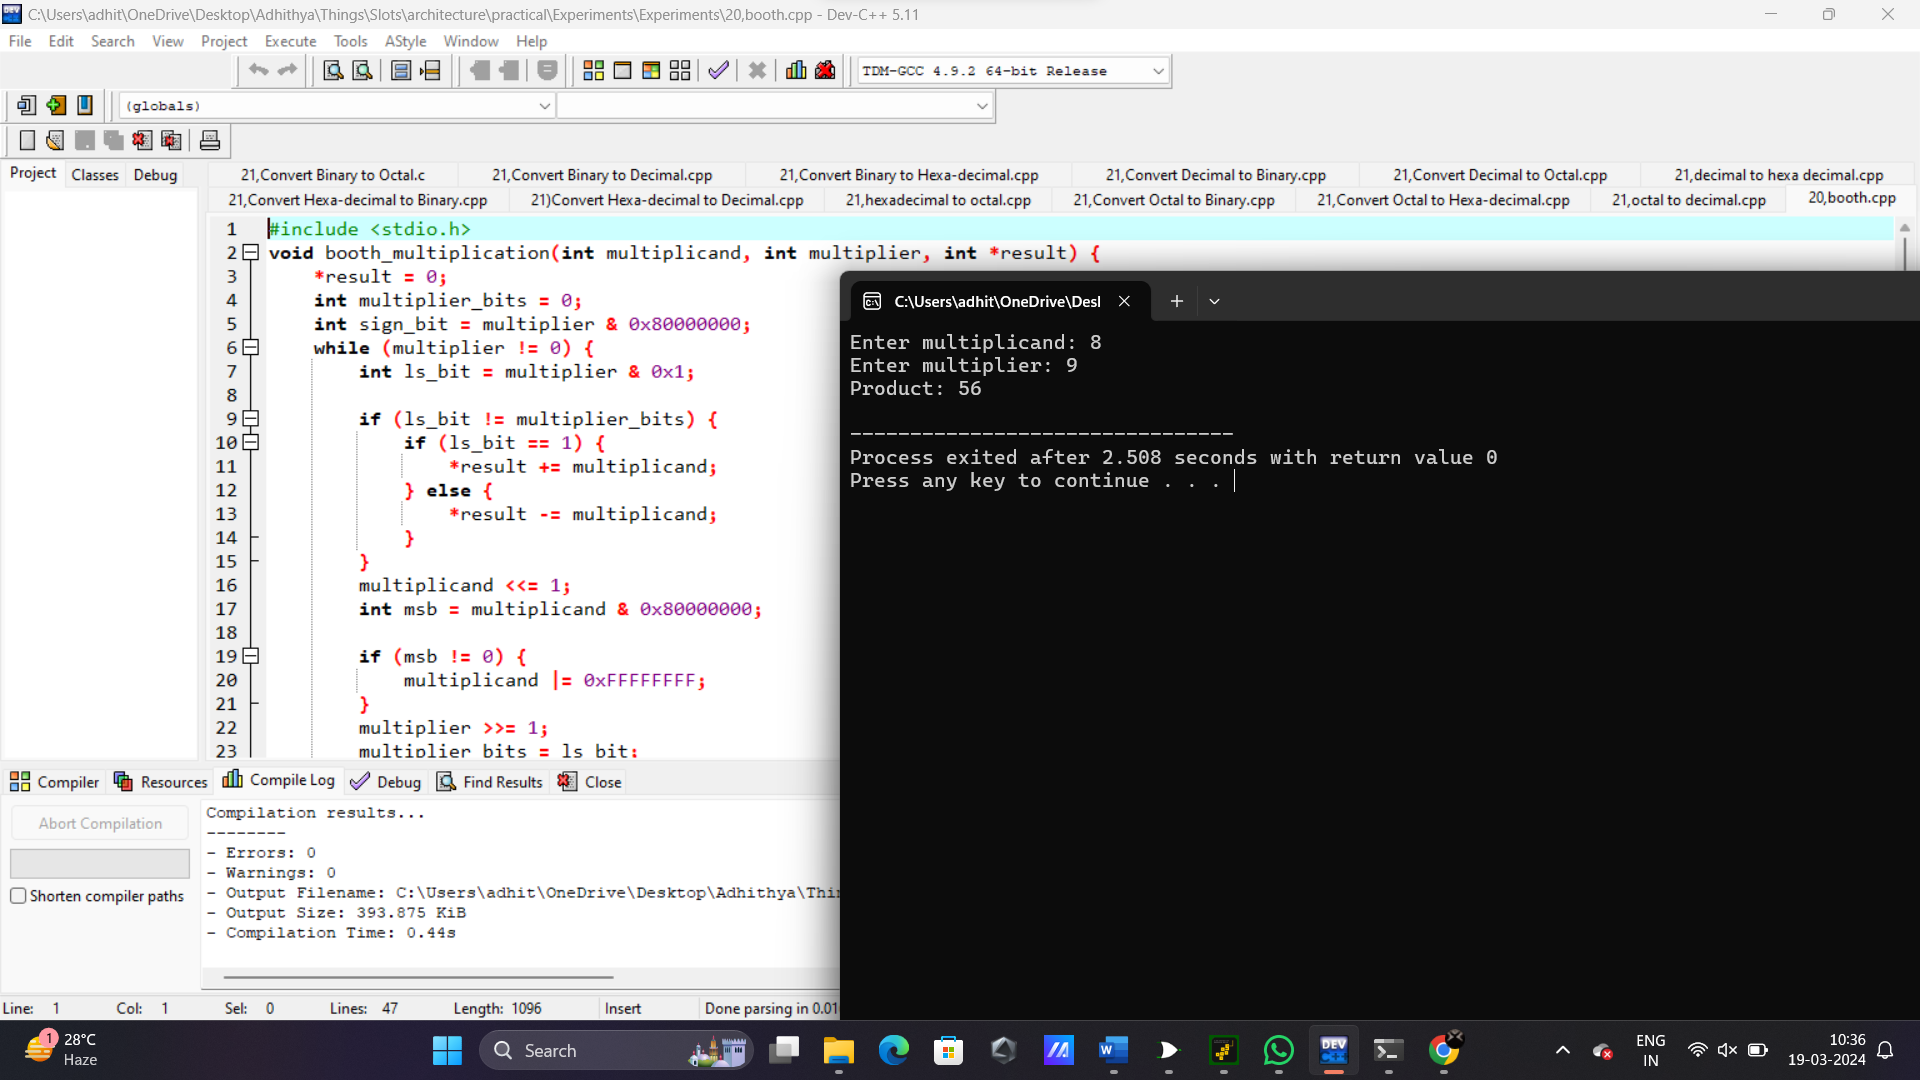 C:\Users\adhit\OneDrive\Desktop\Adhithya\Things\Slots\architecture\practical\Experiments\Experiments\20,booth.cpp - Dev-C++ 5.11
File Edit Search View Project Execute Tools AStyle Window Help
TDM-GCC 4.9.2 64-bit Release
(globals)
Project Classes Debug
21,Convert Binary to Octal.c 21,Convert Binary to Decimal.cpp 21,Convert Binary to Hexa-decimal.cpp 21,Convert Decimal to Binary.cpp 21,Convert Decimal to Octal.cpp 21,decimal to hexa decimal.cpp
21,Convert Hexa-decimal to Binary.cpp 21)Convert Hexa-decimal to Decimal.cpp 21,hexadecimal to octal.cpp 21,Convert Octal to Binary.cpp 21,Convert Octal to Hexa-decimal.cpp 21,octal to decimal.cpp 20,booth.cpp
1 #include <stdio.h>
2 void booth_multiplication(int multiplicand, int multiplier, int *result) {
3 *result = 0;
4 int multiplier_bits = 0;
5 int sign_bit = multiplier & 0x80000000;
6 while (multiplier != 0) {
7 int ls_bit = multiplier & 0x1;
8
9 if (ls_bit != multiplier_bits) {
10 if (ls_bit == 1) {
11 *result += multiplicand;
12 } else {
13 *result -= multiplicand;
14 }
15 }
16 multiplicand <<= 1;
17 int msb = multiplicand & 0x80000000;
18
19 if (msb != 0) {
20 multiplicand |= 0xFFFFFFFF;
21 }
22 multiplier >>= 1;
23 multiplier_bits = ls_bit;
C:\Users\adhit\OneDrive\Desl
Enter multiplicand: 8
Enter multiplier: 9
Product: 56
--------------------------------
Process exited after 2.508 seconds with return value 0
Press any key to continue . . .
Compiler Resources Compile Log Debug Find Results Close
Abort Compilation
Shorten compiler paths
Compilation results...
--------
- Errors: 0
- Warnings: 0
- Output Filename: C:\Users\adhit\OneDrive\Desktop\Adhithya\Thi
- Output Size: 393.875 KiB
- Compilation Time: 0.44s
Line: 1 Col: 1 Sel: 0 Lines: 47 Length: 1096 Insert Done parsing in 0.01
1
28°C
Haze
Search
DEV
C++
ENG
IN
10:36
19-03-2024